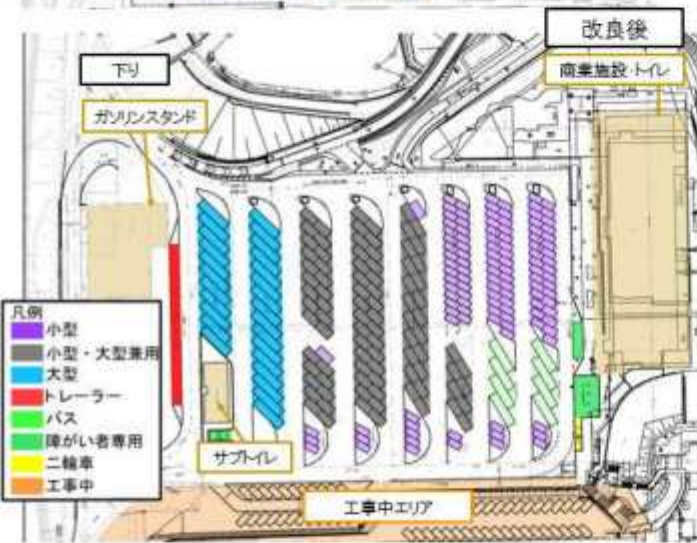 改良後
下り
商業施設・トイレ
ガソリンスタンド
凡例
小型
小型・大型兼用
大型
トレーラー
バス
障がい者専用
二輪車
工事中
サブトイレ
工事中エリア